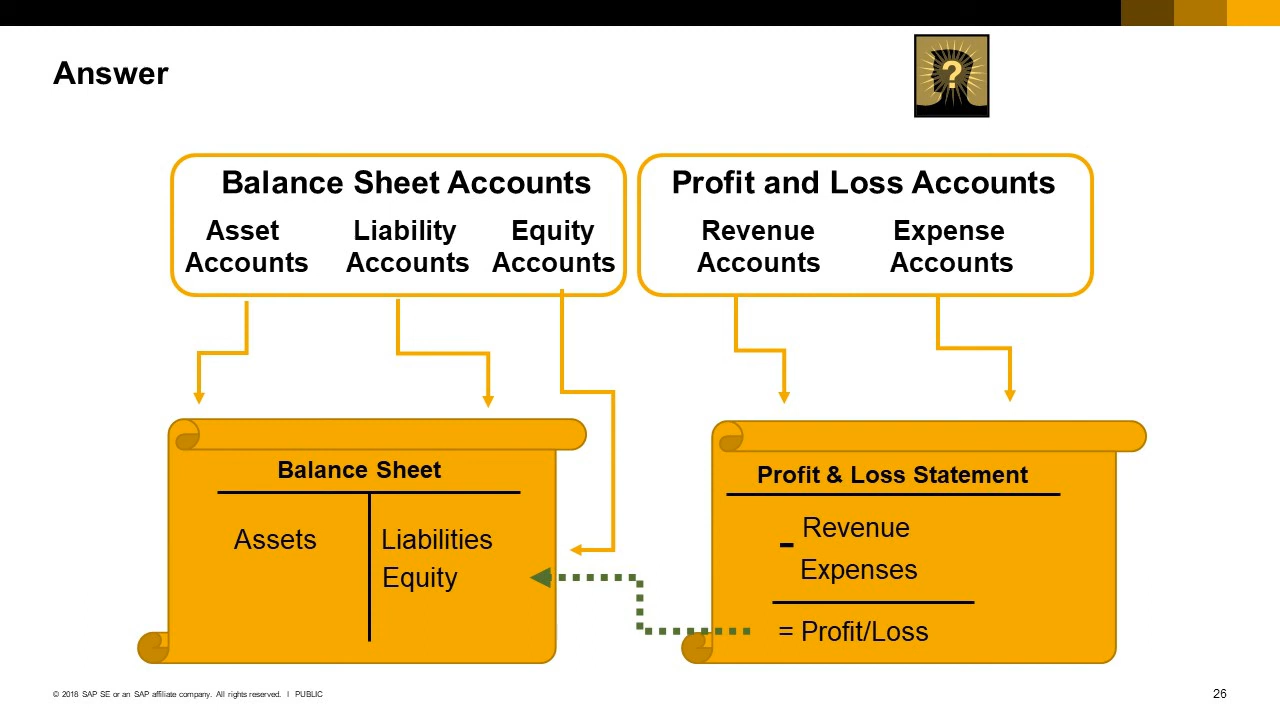 Answer
?
Balance Sheet Accounts
Asset
Accounts
Liability
Accounts
Equity
Accounts
Profit and Loss Accounts
Revenue
Accounts
Expense
Accounts
Balance Sheet
Assets
Liabilities
Equity
Profit & Loss Statement
- Revenue
Expenses
= Profit/Loss
© 2018 SAP SE or an SAP affiliate company. All rights reserved. I PUBLIC
26